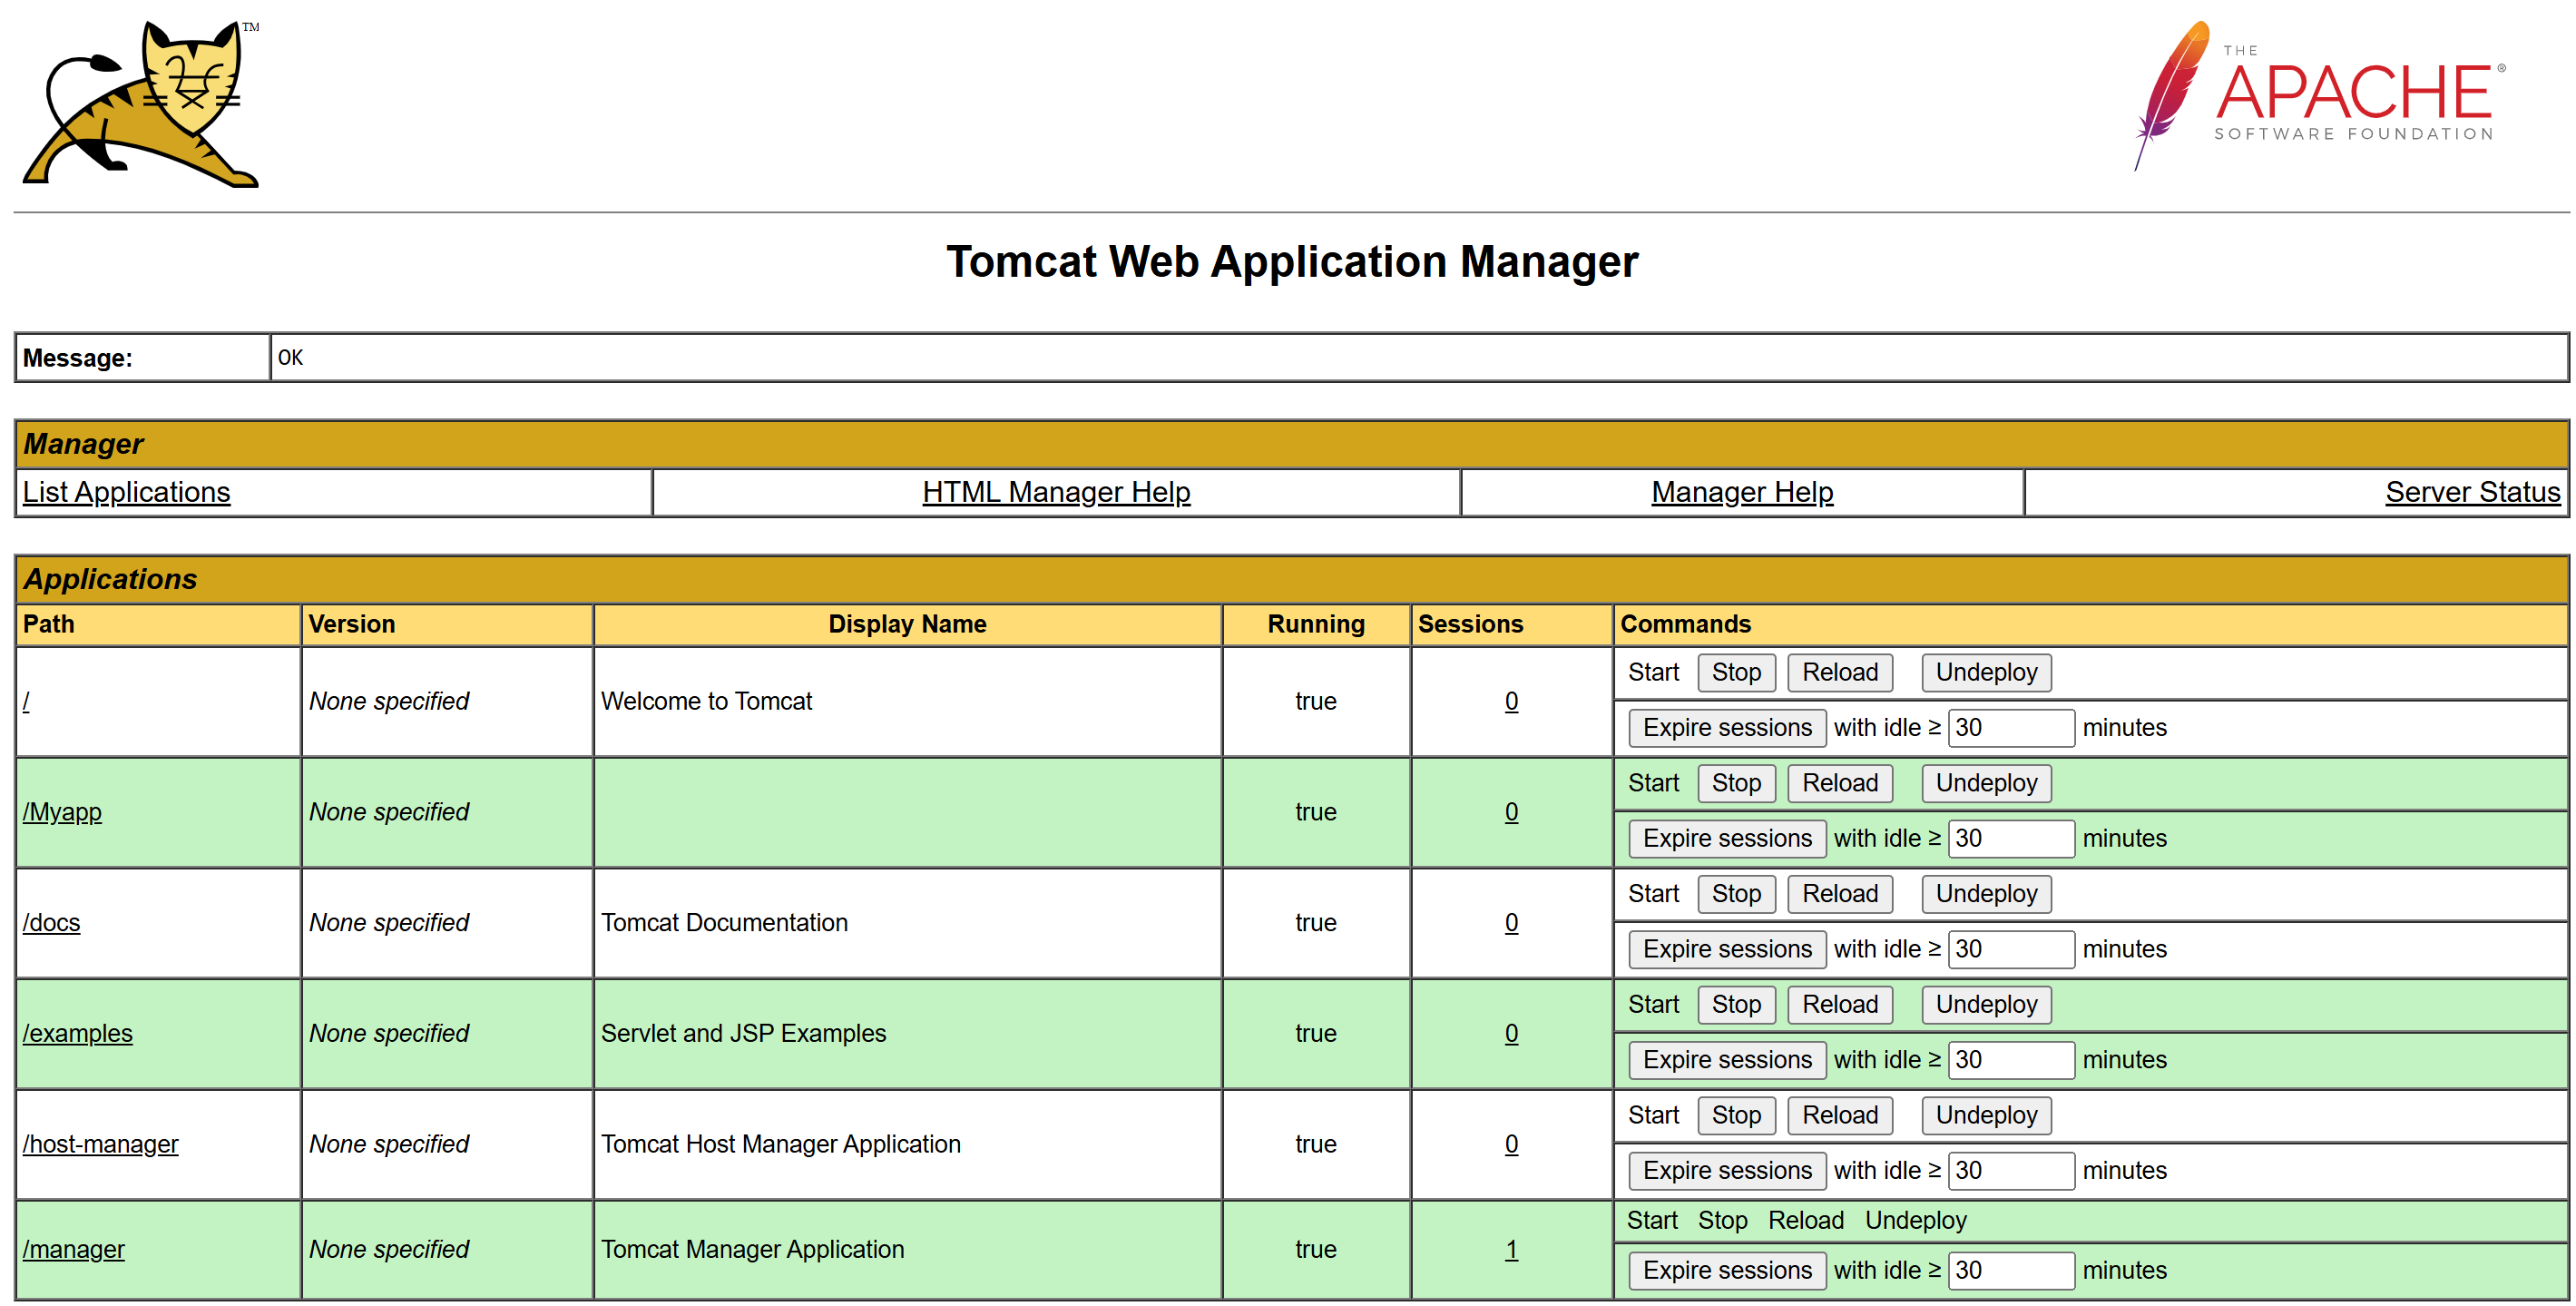 TM
THE
APACHE®
SOFTWARE FOUNDATION
Tomcat Web Application Manager
Message: OK
Manager
List Applications HTML Manager Help Manager Help Server Status
Applications
Path Version Display Name Running Sessions Commands
Start Stop Reload Undeploy
/ None specified Welcome to Tomcat true 0
Expire sessions with idle ≥ 30 minutes
Start Stop Reload Undeploy
/Myapp None specified true 0
Expire sessions with idle ≥ 30 minutes
Start Stop Reload Undeploy
/docs None specified Tomcat Documentation true 0
Expire sessions with idle ≥ 30 minutes
Start Stop Reload Undeploy
/examples None specified Servlet and JSP Examples true 0
Expire sessions with idle ≥ 30 minutes
Start Stop Reload Undeploy
/host-manager None specified Tomcat Host Manager Application true 0
Expire sessions with idle ≥ 30 minutes
Start Stop Reload Undeploy
/manager None specified Tomcat Manager Application true 1
Expire sessions with idle ≥ 30 minutes